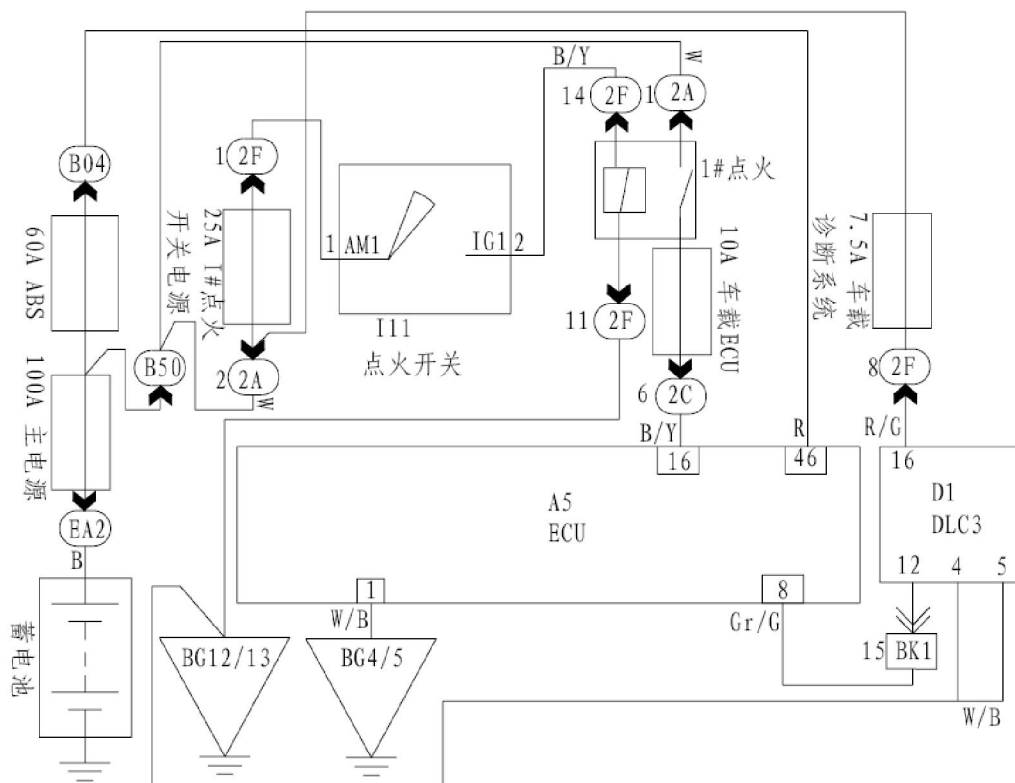 B/Y
W
14
2F
1
2A
B04
1
2F
1#点火
60A ABS
25A I#点火
开关电源
1
AM1
IG1
2
10A 车载ECU
7.5A 车载
诊断系统
I11
点火开关
11
2F
B50
2
2A
W
6
2C
8
2F
100A 主电源
B/Y
R
R/G
16
46
16
EA2
B
A5
ECU
D1
DLC3
12
4
5
1
8
W/B
Gr/G
蓄电池
BG12/13
BG4/5
15
BK1
W/B